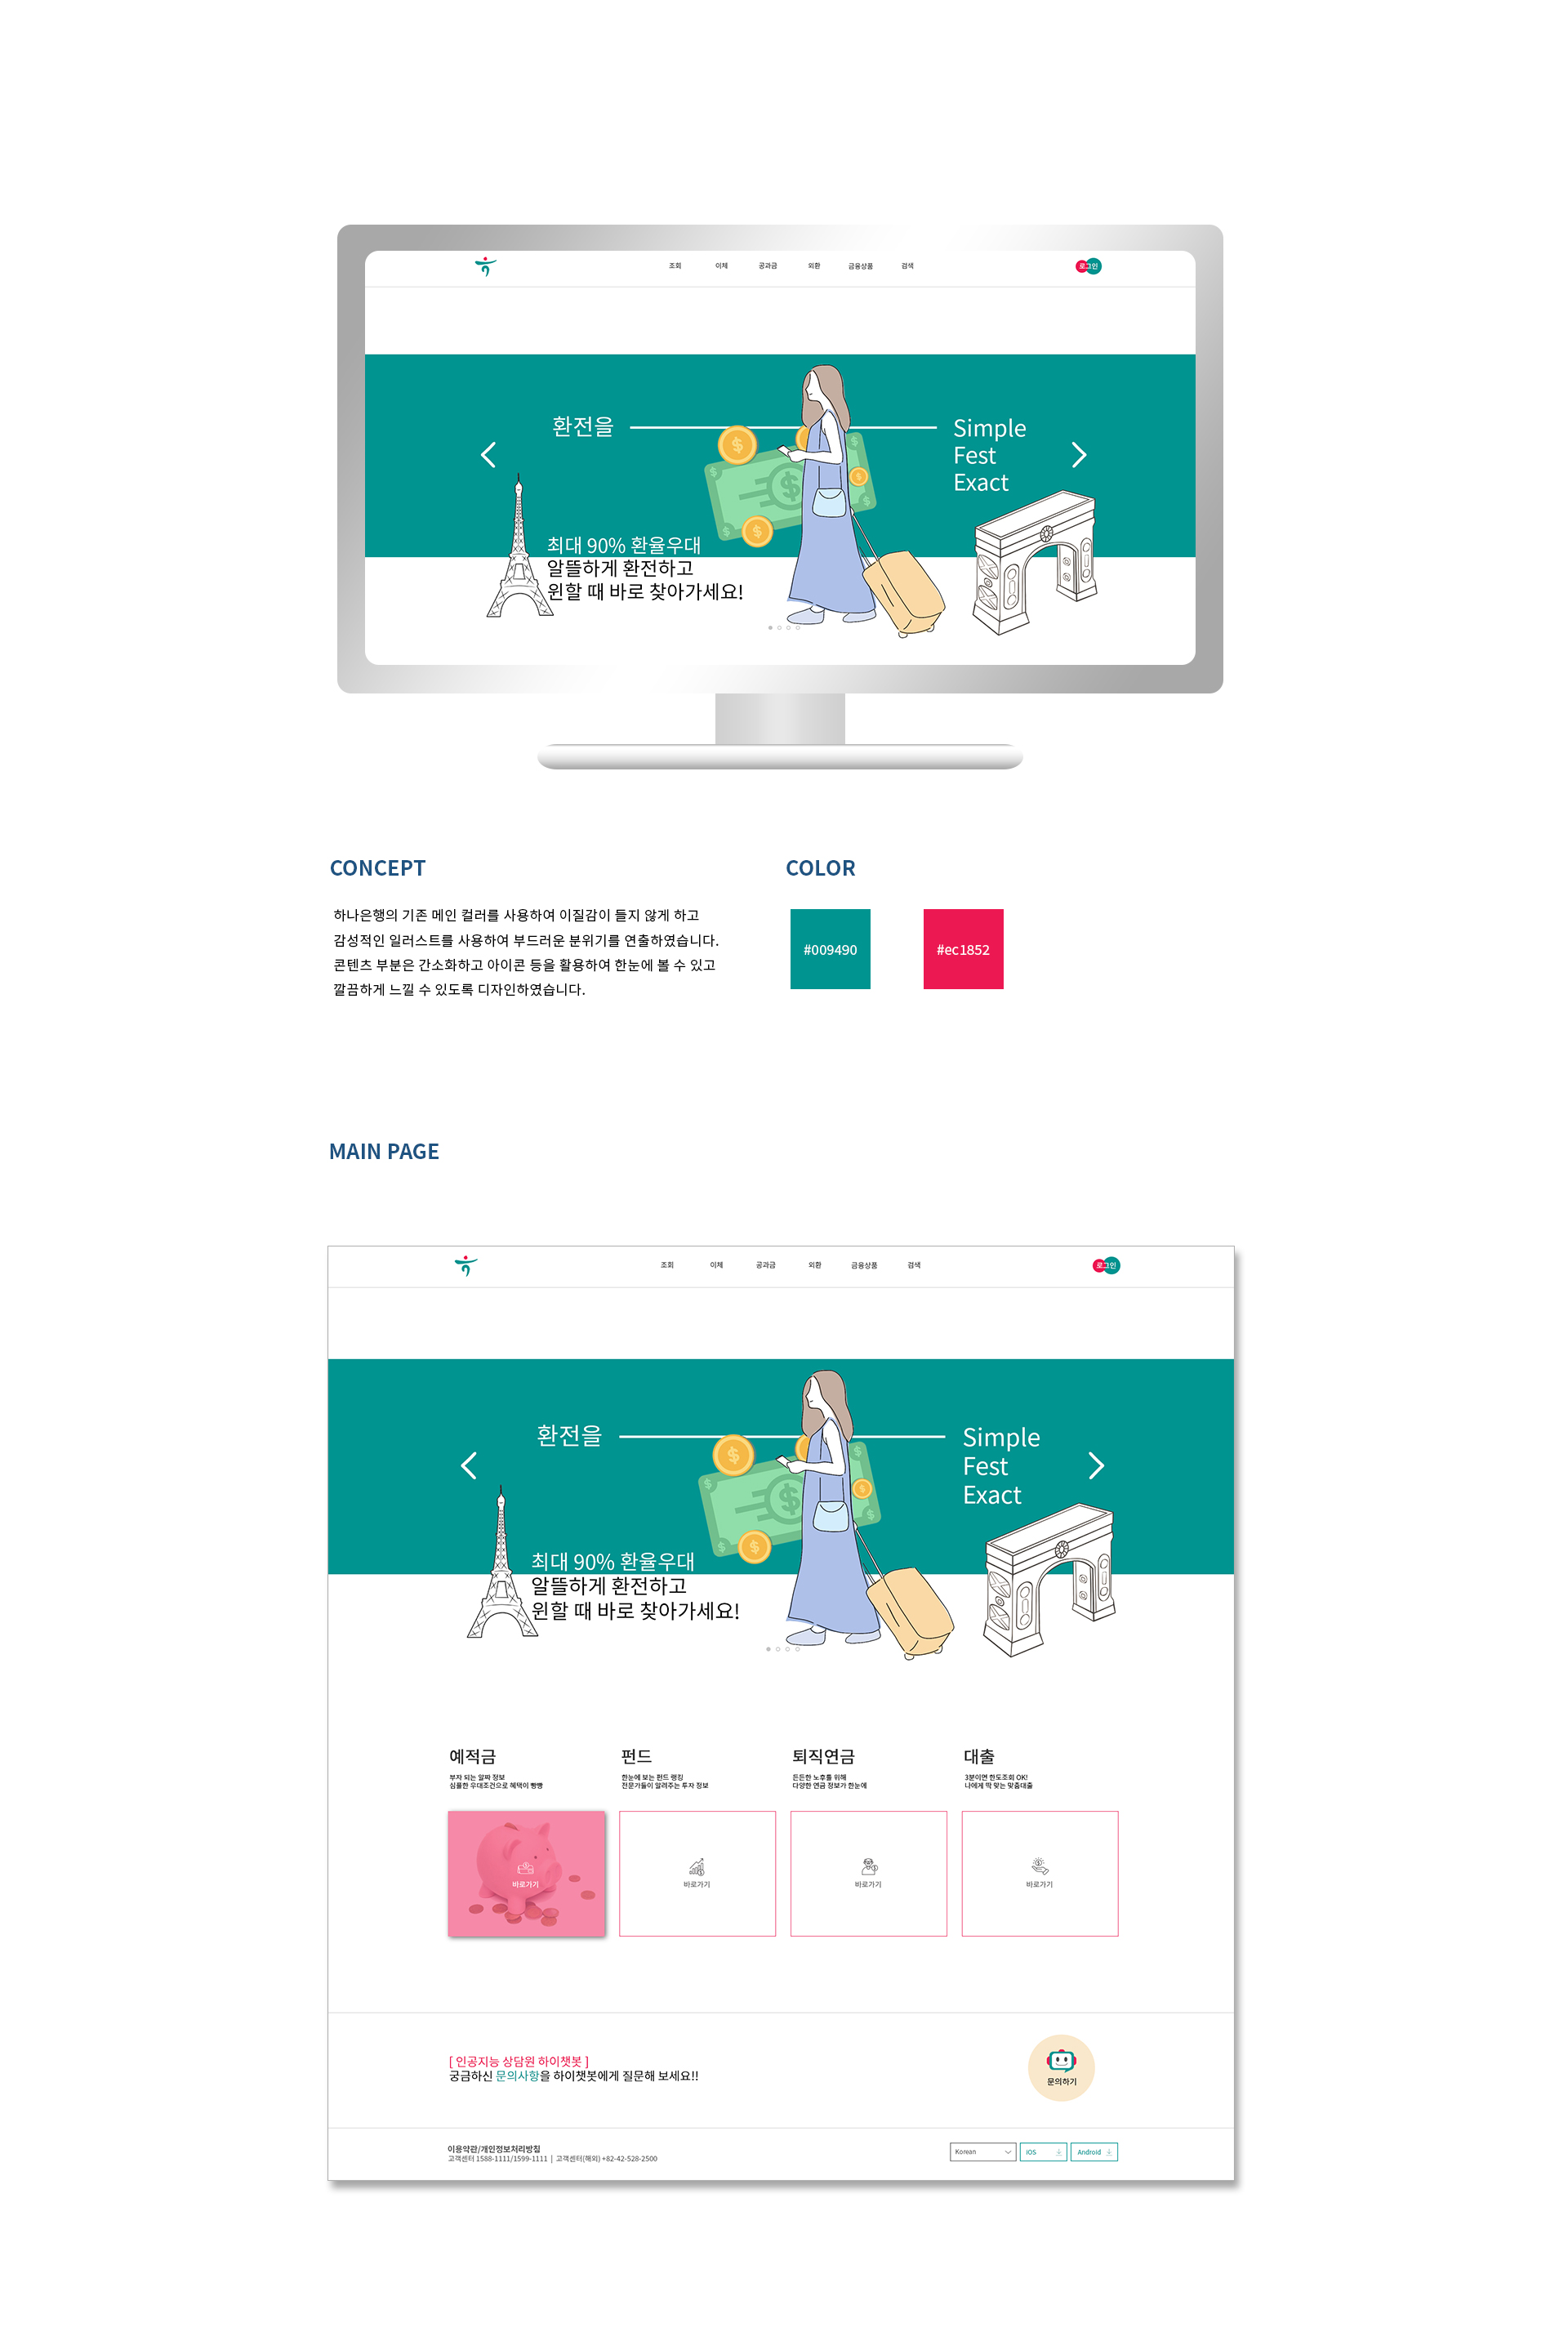 조회 이체 공과금 외환 금융상품 검색 로그인
환전을
Simple
Fest
Exact
최대 90% 환율우대
알뜰하게 환전하고
윈할 때 바로 찾아가세요!
CONCEPT
하나은행의 기존 메인 컬러를 사용하여 이질감이 들지 않게 하고
감성적인 일러스트를 사용하여 부드러운 분위기를 연출하였습니다.
콘텐츠 부분은 간소화하고 아이콘 등을 활용하여 한눈에 볼 수 있고
깔끔하게 느낄 수 있도록 디자인하였습니다.
COLOR
#009490
#ec1852
MAIN PAGE
조회 이체 공과금 외환 금융상품 검색 로그인
환전을
Simple
Fest
Exact
최대 90% 환율우대
알뜰하게 환전하고
윈할 때 바로 찾아가세요!
예적금
부자 되는 알짜 정보
심플한 우대조건으로 혜택이 빵빵
바로가기
펀드
한눈에 보는 펀드 랭킹
전문가들이 알려주는 투자 정보
바로가기
퇴직연금
든든한 노후를 위해
다양한 연금 정보가 한눈에
바로가기
대출
3분이면 한도조회 OK!
나에게 딱 맞는 맞춤대출
바로가기
[ 인공지능 상담원 하이챗봇 ]
궁금하신 문의사항을 하이챗봇에게 질문해 보세요!!
문의하기
이용약관/개인정보처리방침
고객센터 1588-1111/1599-1111 | 고객센터(해외) +82-42-528-2500
Korean iOS Android